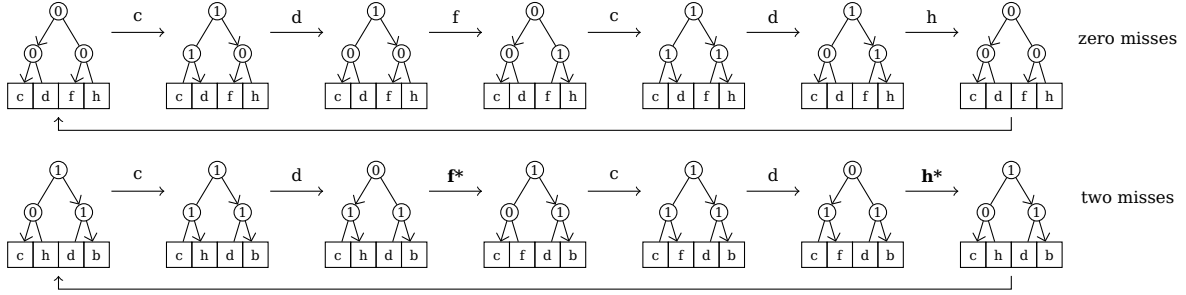 0 c 1 d 1 f 0 c 1 d 1 h 0
0 0 1 0 0 0 0 1 1 1 0 1 0 0 zero misses
c d f h c d f h c d f h c d f h c d f h c d f h c d f h
1 c 1 d 0 f* 1 c 1 d 0 h* 1
0 1 1 1 1 1 0 1 1 1 1 1 0 1 two misses
c h d b c h d b c h d b c f d b c f d b c f d b c h d b